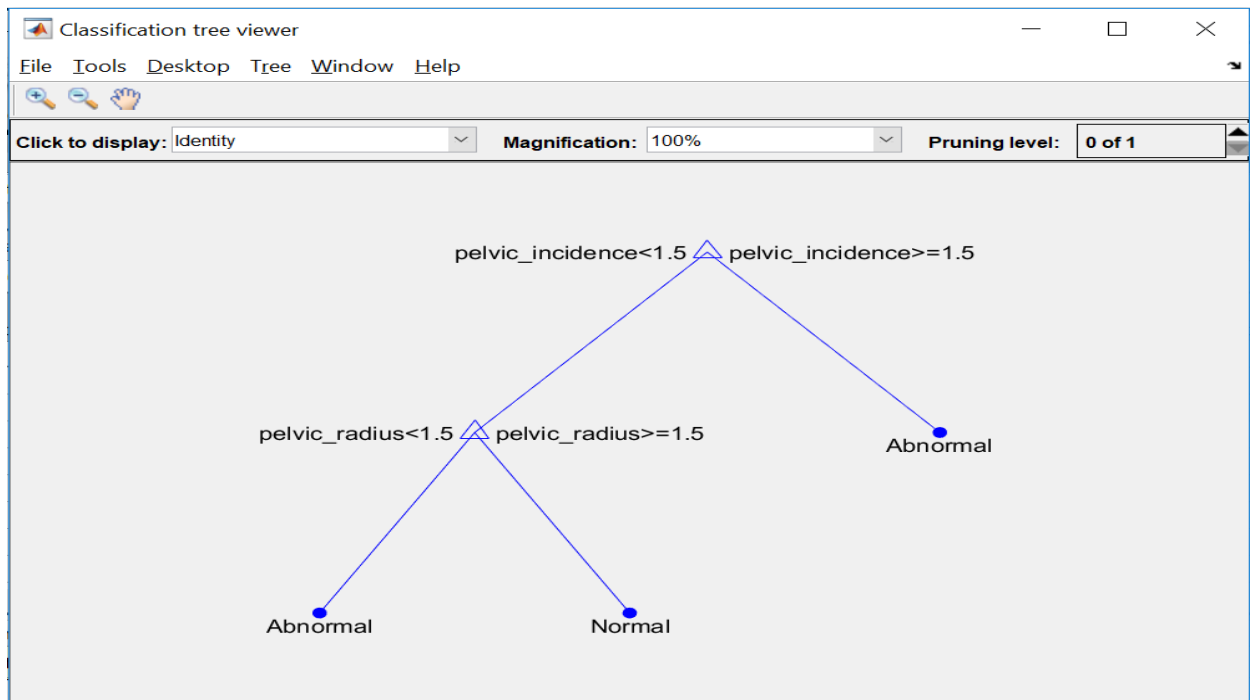 Classification tree viewer
File Tools Desktop Tree Window Help
Click to display: Identity Magnification: 100% Pruning level: 0 of 1
pelvic_incidence<1.5 pelvic_incidence>=1.5
pelvic_radius<1.5 pelvic_radius>=1.5
Abnormal
Abnormal Normal